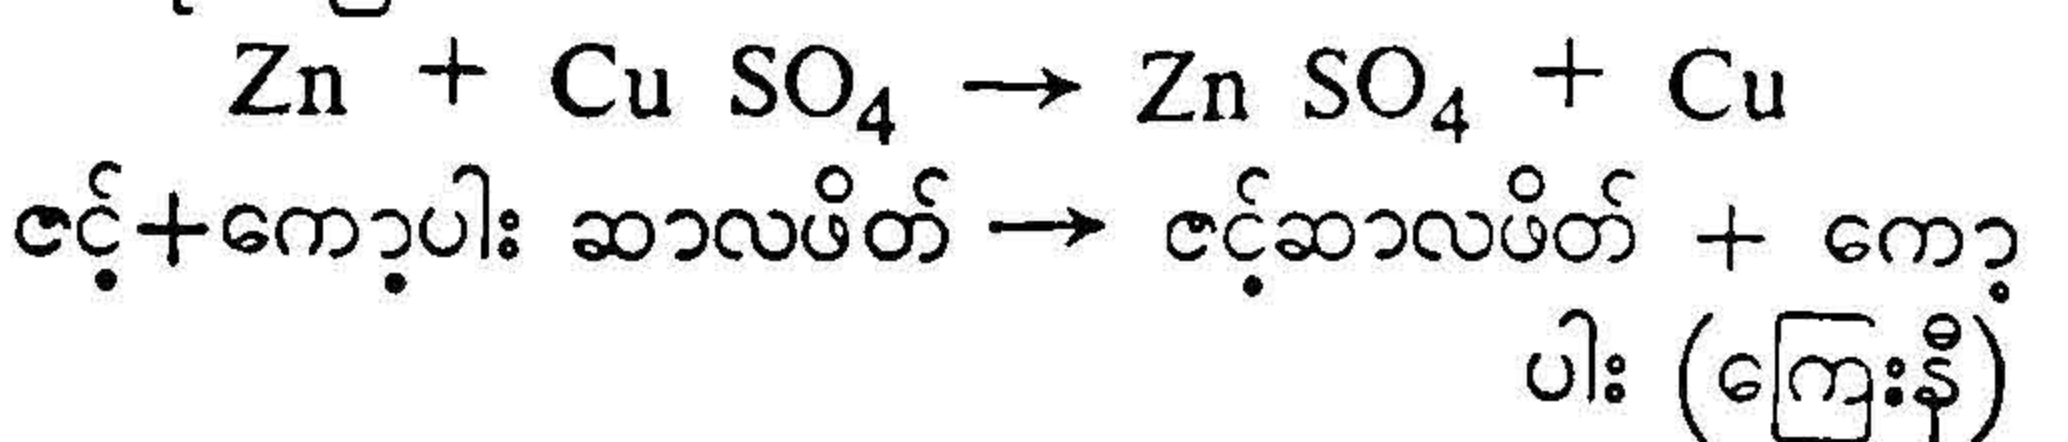 Zn + Cu SO₄ → Zn SO₄ + Cu
ဇင့်+ကော့ပါး ဆာလဖိတ် → ဇင့်ဆာလဖိတ် + ကော့
ပါး (ကြေးနီ)